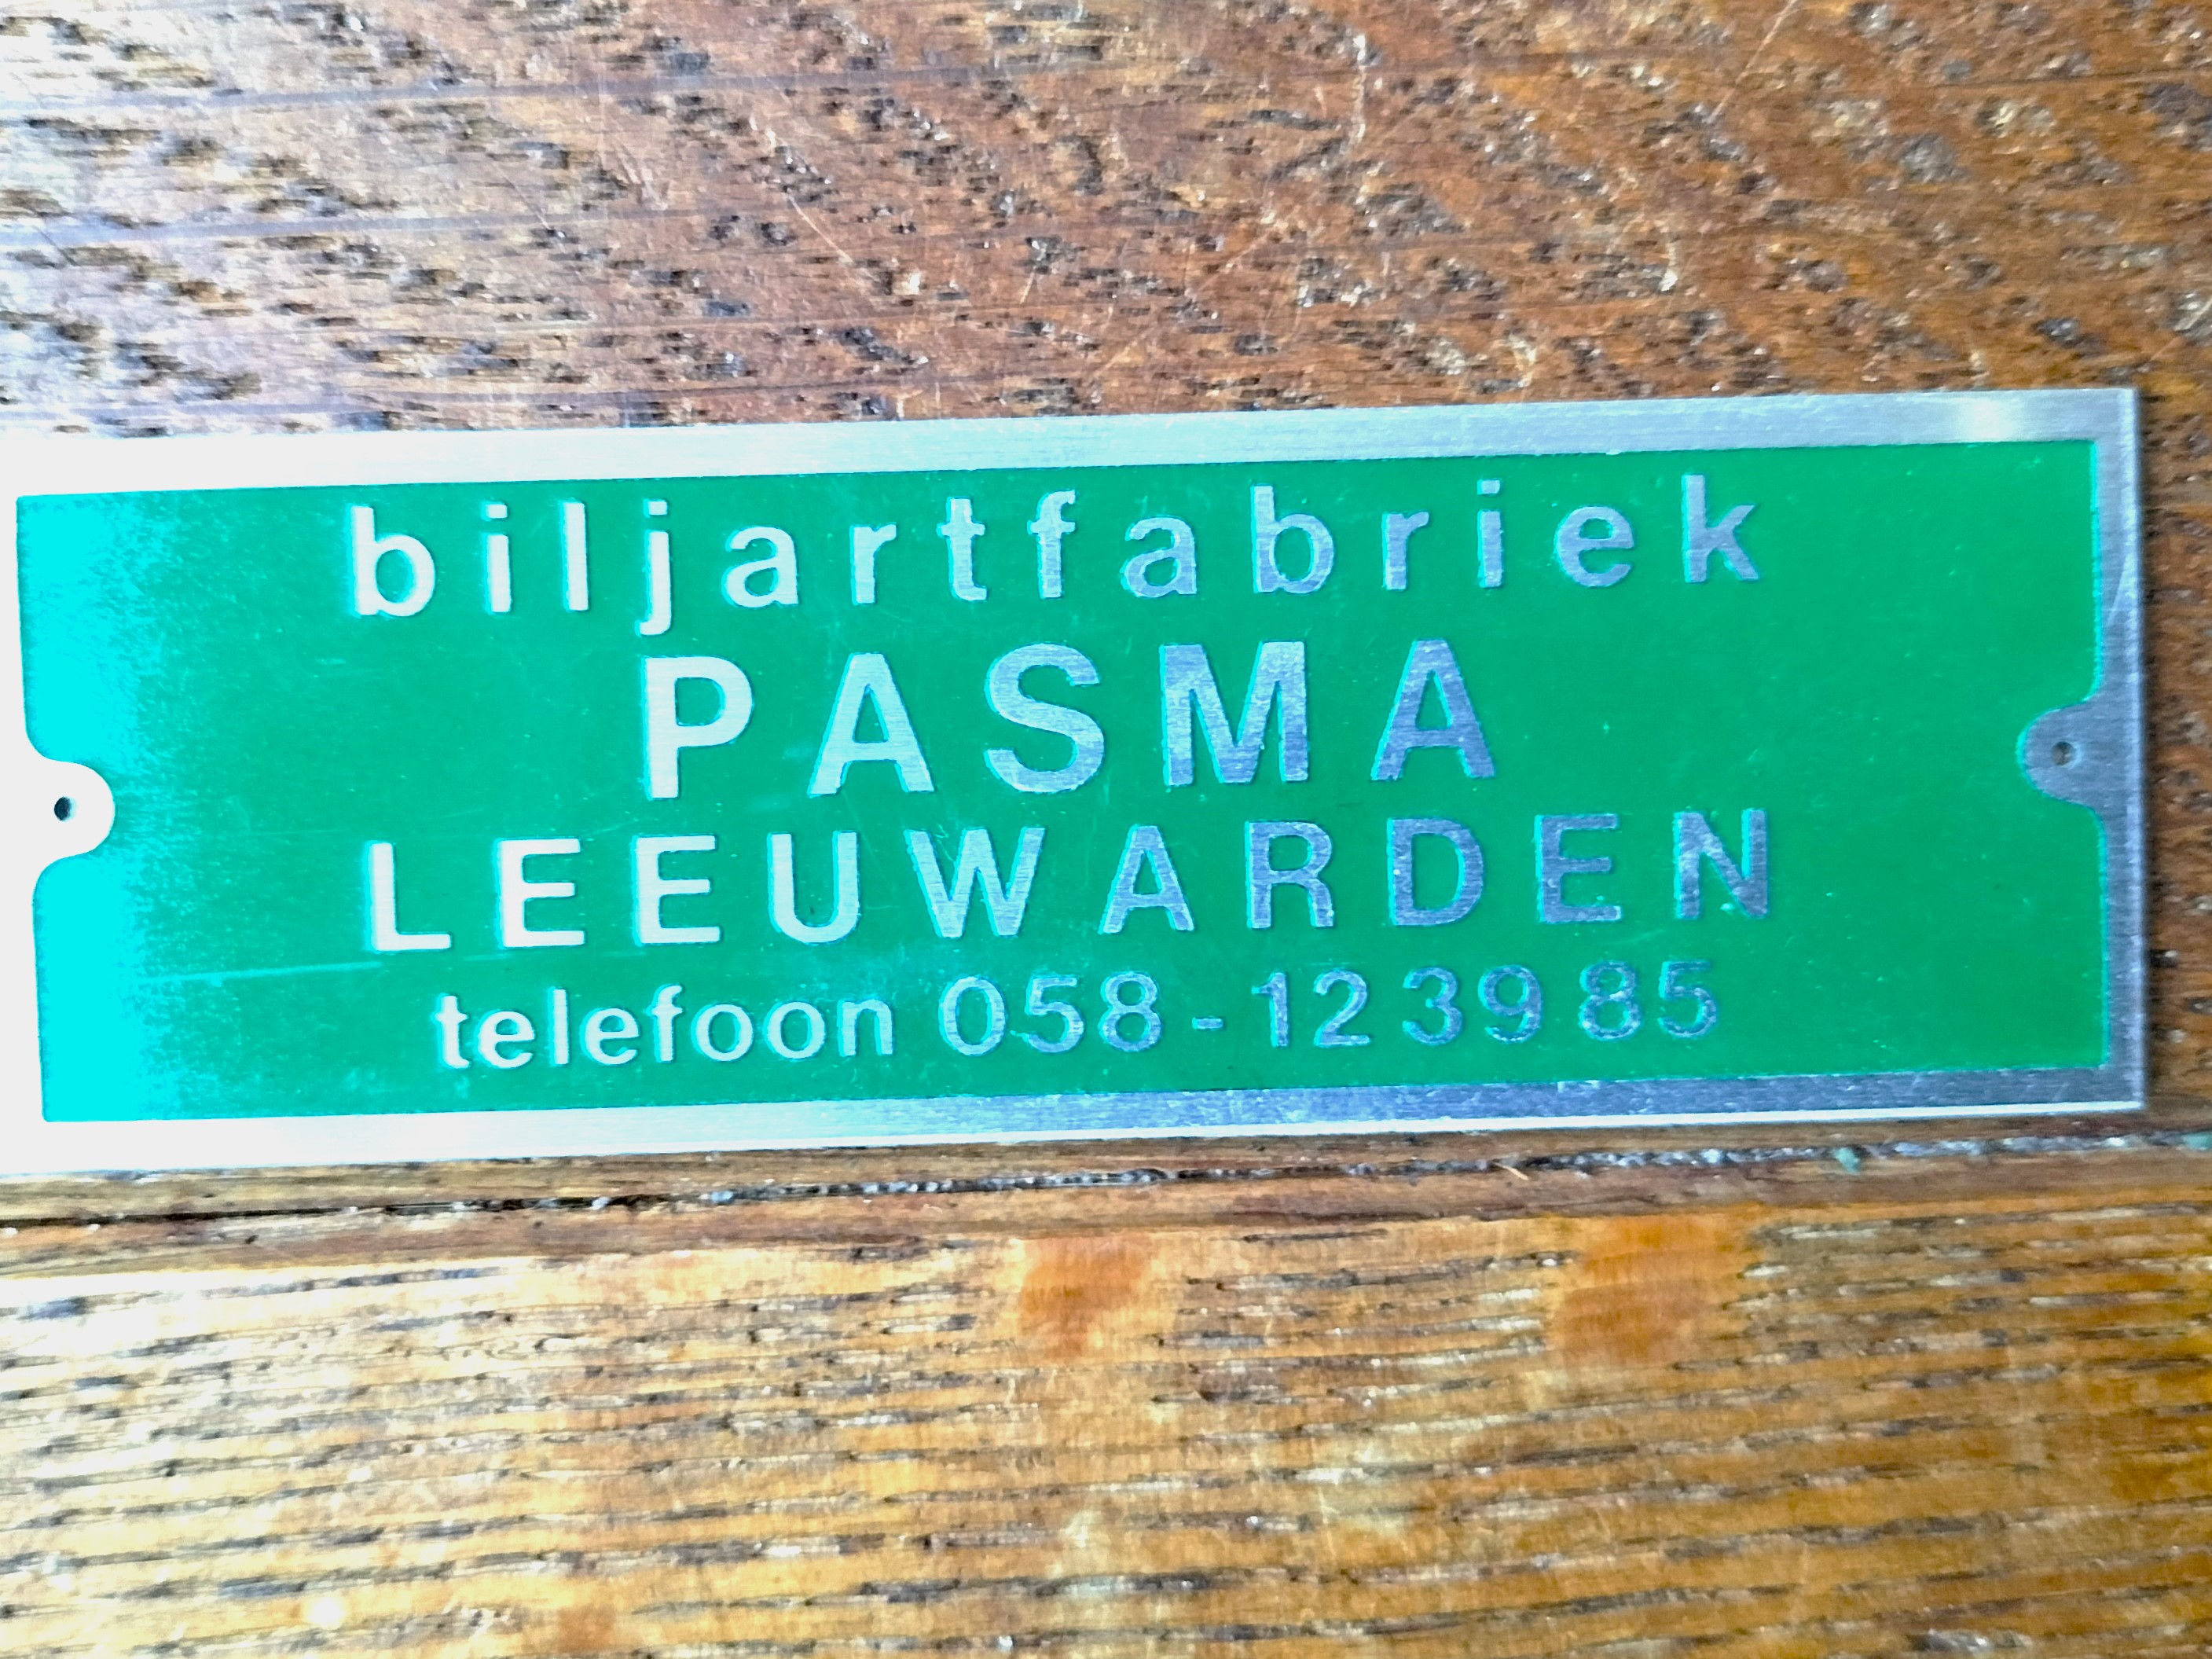 biljartfabriek
PASMA
LEEUWARDEN
telefoon 058-123985